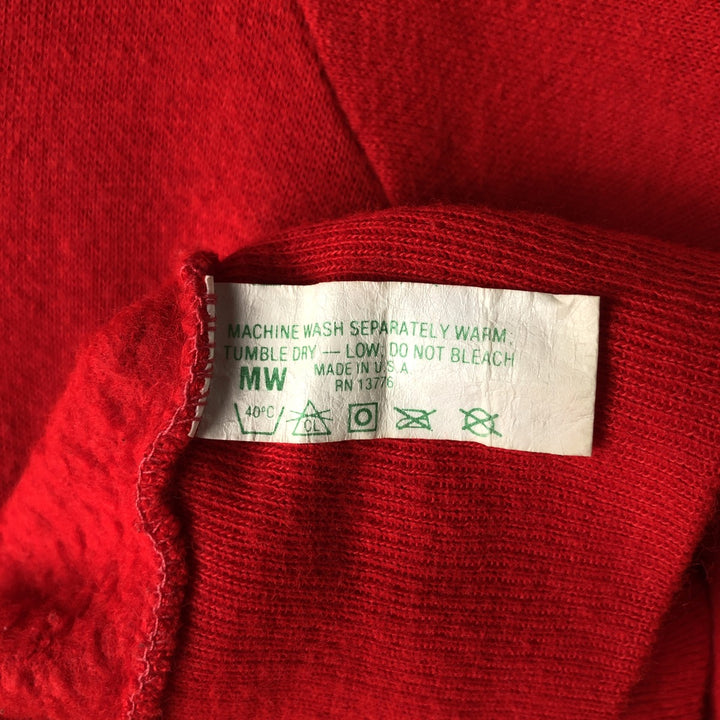 MACHINE WASH SEPARATELY WARM,
TUMBLE DRY — LOW, DO NOT BLEACH
MW MADE IN U.S.A.
RN 13776
40°C CL